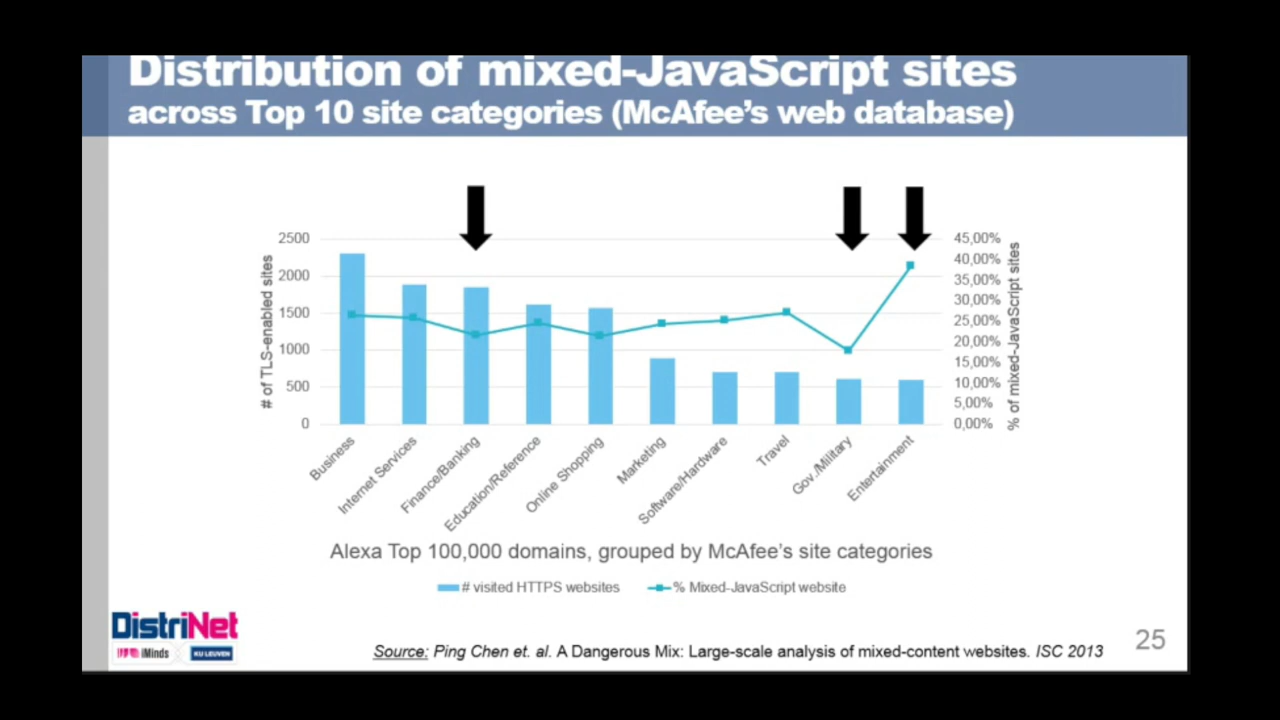 Distribution of mixed-JavaScript sites
across Top 10 site categories (McAfee's web database)
2500
2000
1500
1000
500
0
# of TLS-enabled sites
45,00%
40,00%
35,00%
30,00%
25,00%
20,00%
15,00%
10,00%
5,00%
0,00%
% of mixed-JavaScript sites
Business
Internet Services
Finance/Banking
Education/Reference
Online Shopping
Marketing
Software/Hardware
Travel
Gov./Military
Entertainment
Alexa Top 100,000 domains, grouped by McAfee's site categories
# visited HTTPS websites
% Mixed-JavaScript website
DistriNet
iMinds
KU LEUVEN
Source: Ping Chen et. al. A Dangerous Mix: Large-scale analysis of mixed-content websites. ISC 2013
25